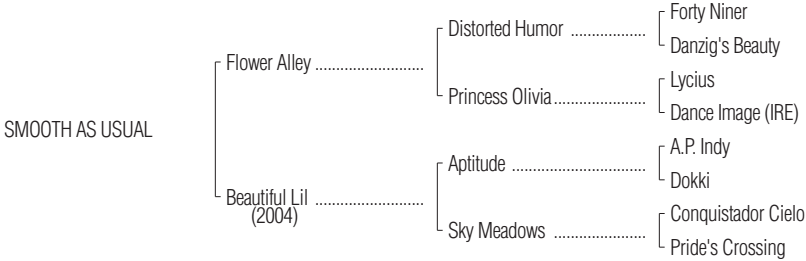 Forty Niner
Distorted Humor ..................
Danzig's Beauty
Flower Alley ..........................
Lycius
Princess Olivia ......................
Dance Image (IRE)
SMOOTH AS USUAL
A.P. Indy
Aptitude ................................
Dokki
Beautiful Lil ..........................
(2004)
Conquistador Cielo
Sky Meadows ......................
Pride's Crossing